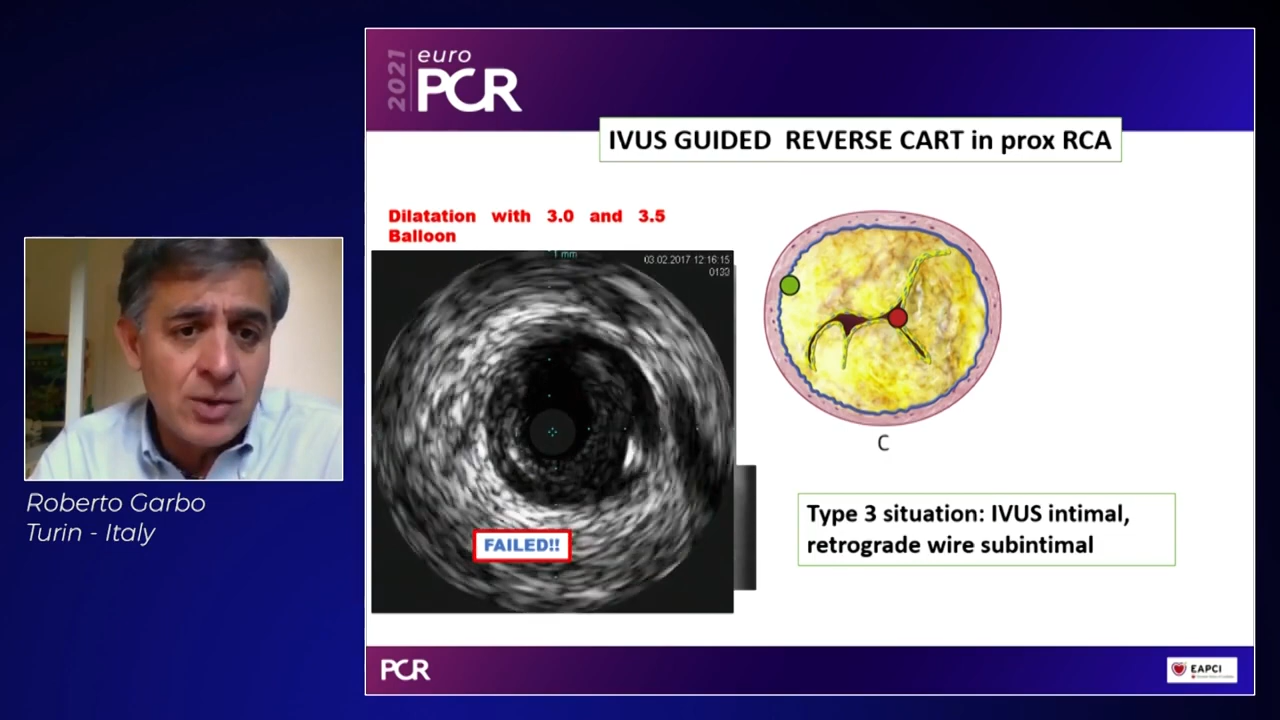 2021
euro
PCR
IVUS GUIDED REVERSE CART in prox RCA
Dilatation with 3.0 and 3.5
Balloon
1 mm
03.02.2017 12:16:15
0133
FAILED!!
C
Type 3 situation: IVUS intimal,
retrograde wire subintimal
Roberto Garbo
Turin - Italy
PCR
EAPCI